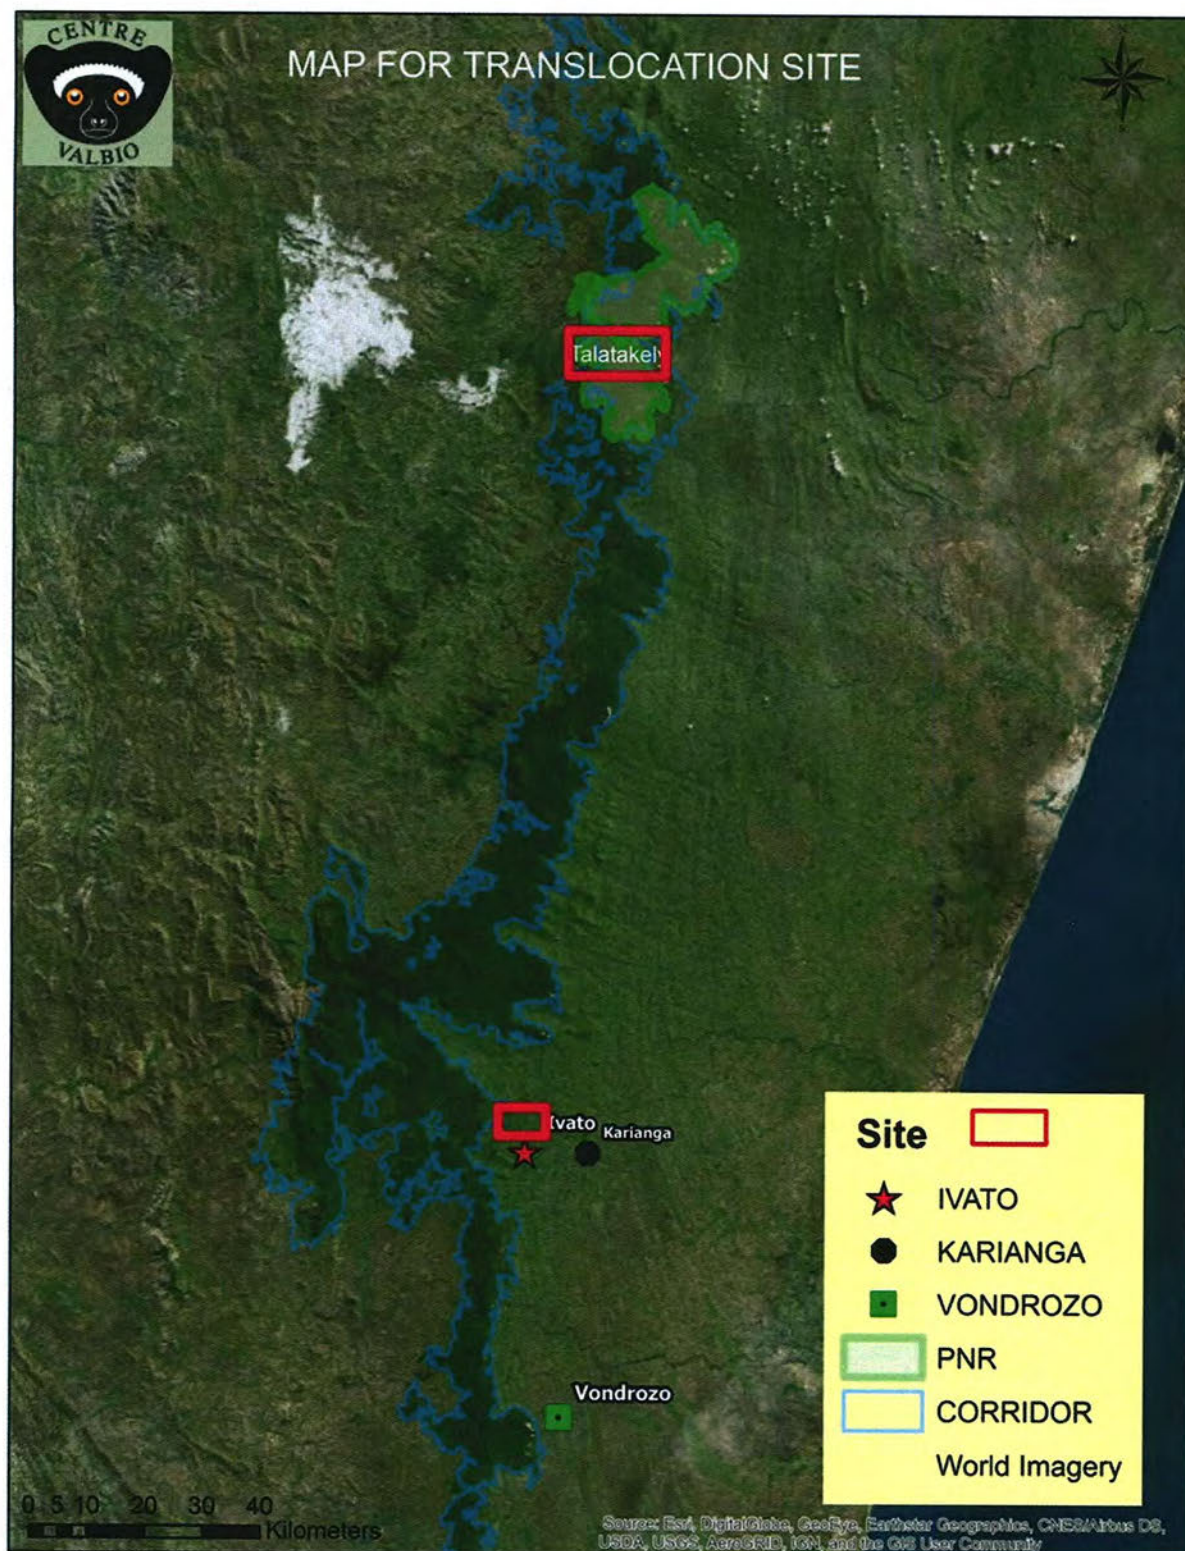 CENTRE
VALBIO
MAP FOR TRANSLOCATION SITE
Talatakely
Ivato
Karianga
Vondrozo
Site
IVATO
KARIANGA
VONDROZO
PNR
CORRIDOR
World Imagery
0 5 10 20 30 40
Kilometers
Source: Esri, DigitalGlobe, GeoEye, Earthstar Geographics, CNES/Airbus DS,
USDA, USGS, AeroGRID, IGN, and the GIS User Community